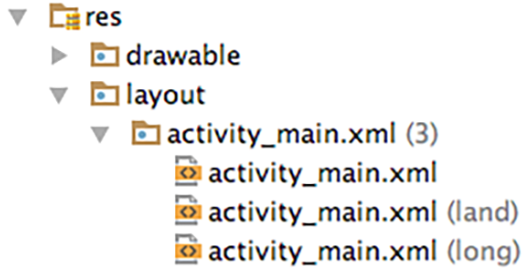 res
drawable
layout
activity_main.xml (3)
activity_main.xml
activity_main.xml (land)
activity_main.xml (long)